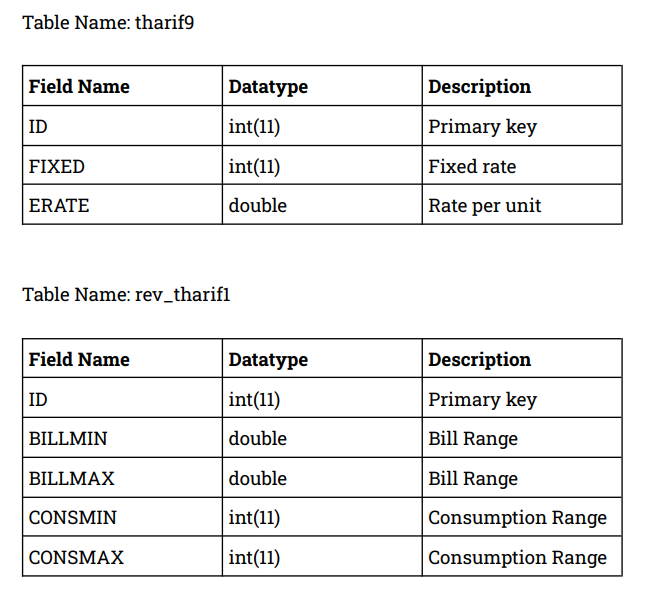 Table Name: tharif9
Field Name Datatype Description
ID int(11) Primary key
FIXED int(11) Fixed rate
ERATE double Rate per unit
Table Name: rev_tharif1
Field Name Datatype Description
ID int(11) Primary key
BILLMIN double Bill Range
BILLMAX double Bill Range
CONSMIN int(11) Consumption Range
CONSMAX int(11) Consumption Range